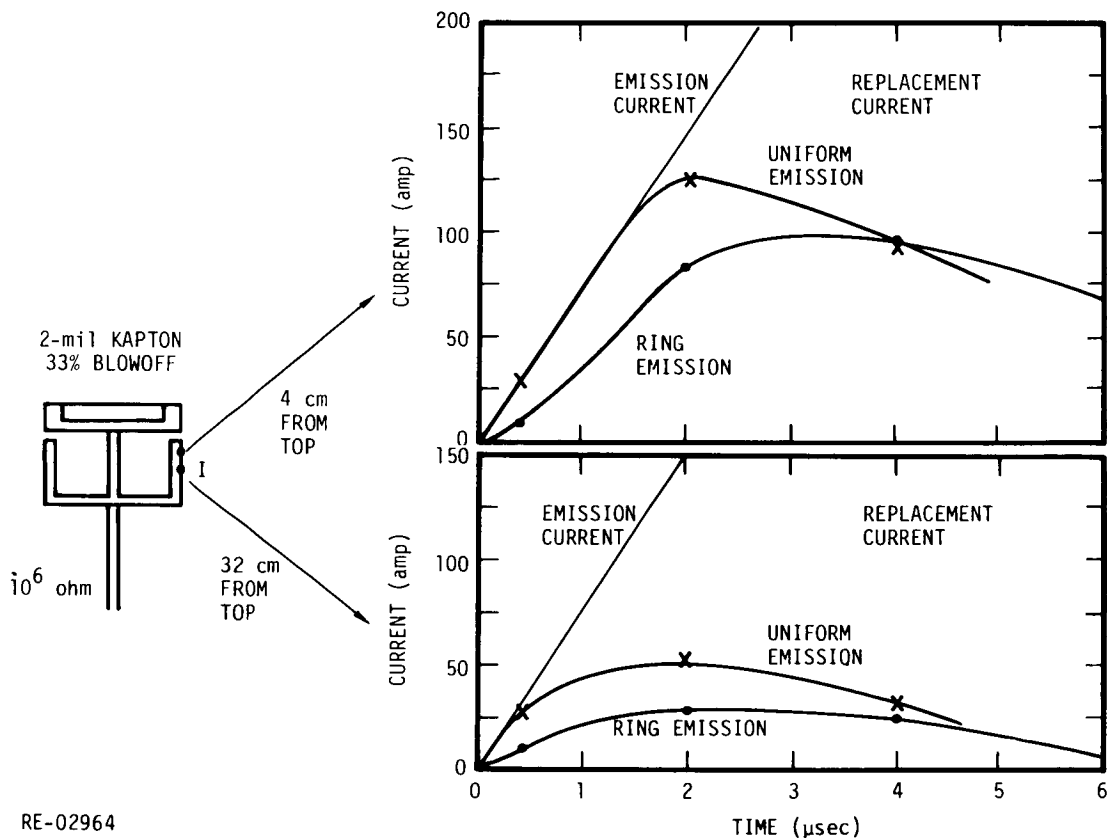 2-mil KAPTON
33% BLOWOFF
4 cm
FROM
TOP
I
32 cm
FROM
TOP
10⁶ ohm
RE-02964
CURRENT (amp)
200
150
100
50
0
EMISSION
CURRENT
REPLACEMENT
CURRENT
UNIFORM
EMISSION
RING
EMISSION
CURRENT (amp)
150
100
50
0
EMISSION
CURRENT
REPLACEMENT
CURRENT
UNIFORM
EMISSION
RING EMISSION
0 1 2 3 4 5 6
TIME (μsec)